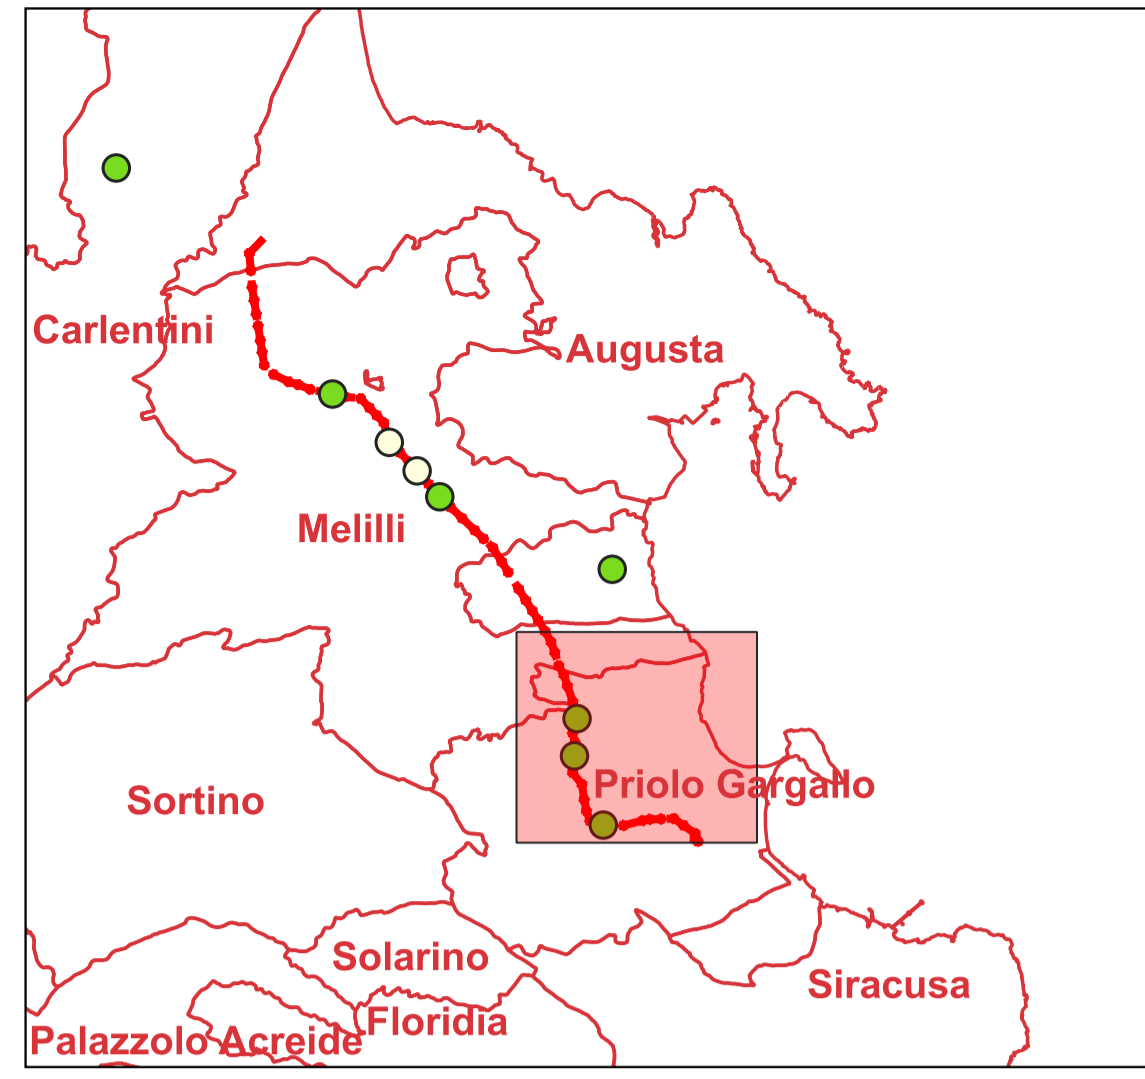 Carlentini
Augusta
Melilli
Priolo Gargallo
Sortino
Solarino
Siracusa
Floridia
Palazzolo Acreide